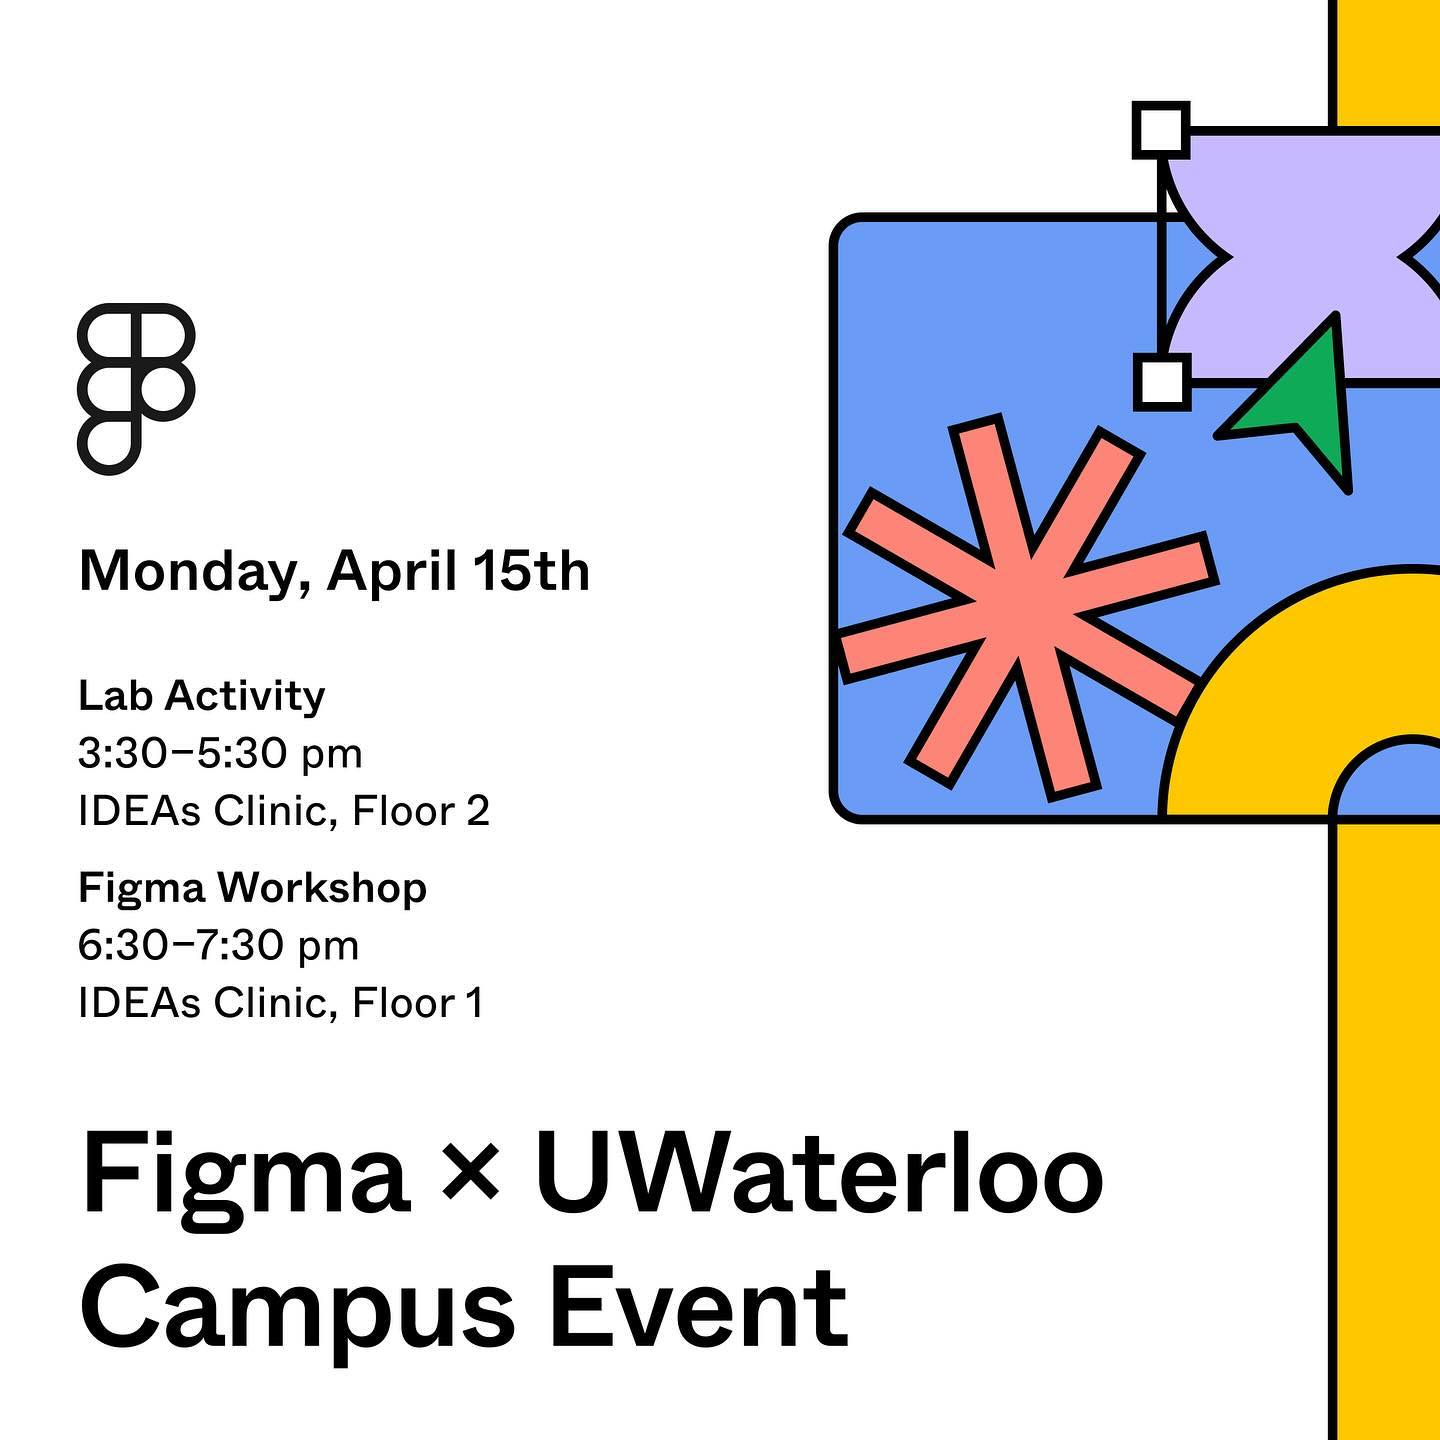 Monday, April 15th
Lab Activity
3:30–5:30 pm
IDEAs Clinic, Floor 2
Figma Workshop
6:30–7:30 pm
IDEAs Clinic, Floor 1
Figma × UWaterloo
Campus Event